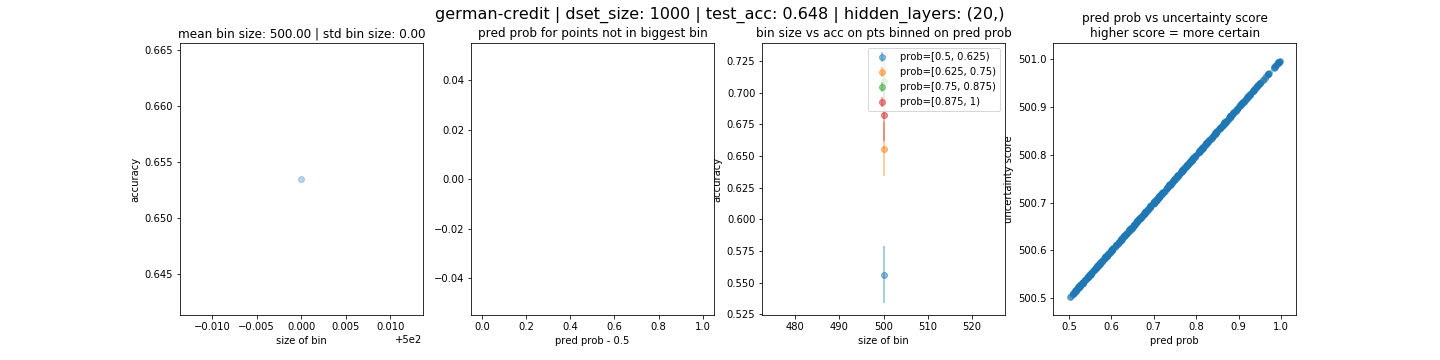 german-credit | dset_size: 1000 | test_acc: 0.648 | hidden_layers: (20,)
mean bin size: 500.00 | std bin size: 0.00
0.665
0.660
0.655
0.650
0.645
accuracy
−0.010
−0.005
0.000
0.005
0.010
size of bin
+5e2
pred prob for points not in biggest bin
0.04
0.02
0.00
−0.02
−0.04
0.0
0.2
0.4
0.6
0.8
1.0
pred prob - 0.5
bin size vs acc on pts binned on pred prob
prob=[0.5, 0.625)
prob=[0.625, 0.75)
prob=[0.75, 0.875)
prob=[0.875, 1)
0.725
0.700
0.675
0.650
0.625
0.600
0.575
0.550
0.525
accuracy
480
490
500
510
520
size of bin
pred prob vs uncertainty score
higher score = more certain
501.0
500.9
500.8
500.7
500.6
500.5
uncertainty score
0.5
0.6
0.7
0.8
0.9
1.0
pred prob